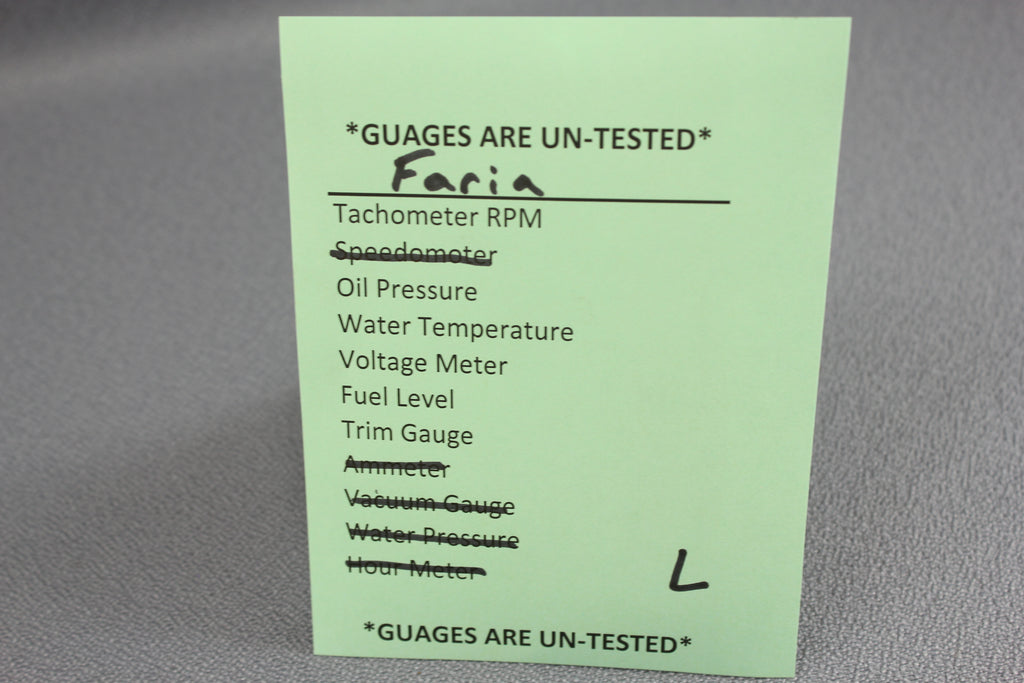 *GUAGES ARE UN-TESTED*
Faria
Tachometer RPM
Speedomoter
Oil Pressure
Water Temperature
Voltage Meter
Fuel Level
Trim Gauge
Ammeter
Vacuum Gauge
Water Pressure
Hour Meter
L
*GUAGES ARE UN-TESTED*